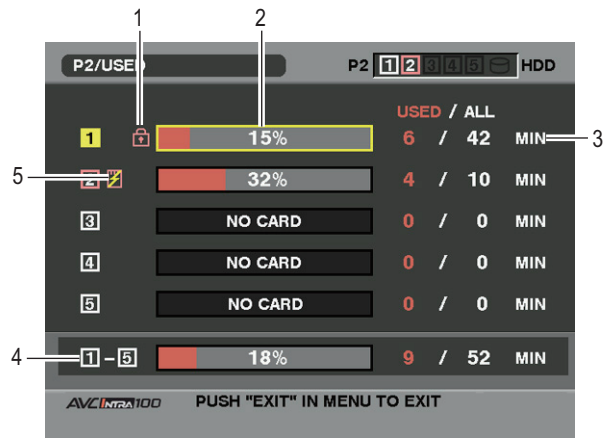 1 2
P2/USED P2 1 2 3 4 5 HDD
USED / ALL
1 15% 6 / 42 MIN 3
5 2 32% 4 / 10 MIN
3 NO CARD 0 / 0 MIN
4 NO CARD 0 / 0 MIN
5 NO CARD 0 / 0 MIN
4 1 - 5 18% 9 / 52 MIN
AVC INTRA 100 PUSH "EXIT" IN MENU TO EXIT